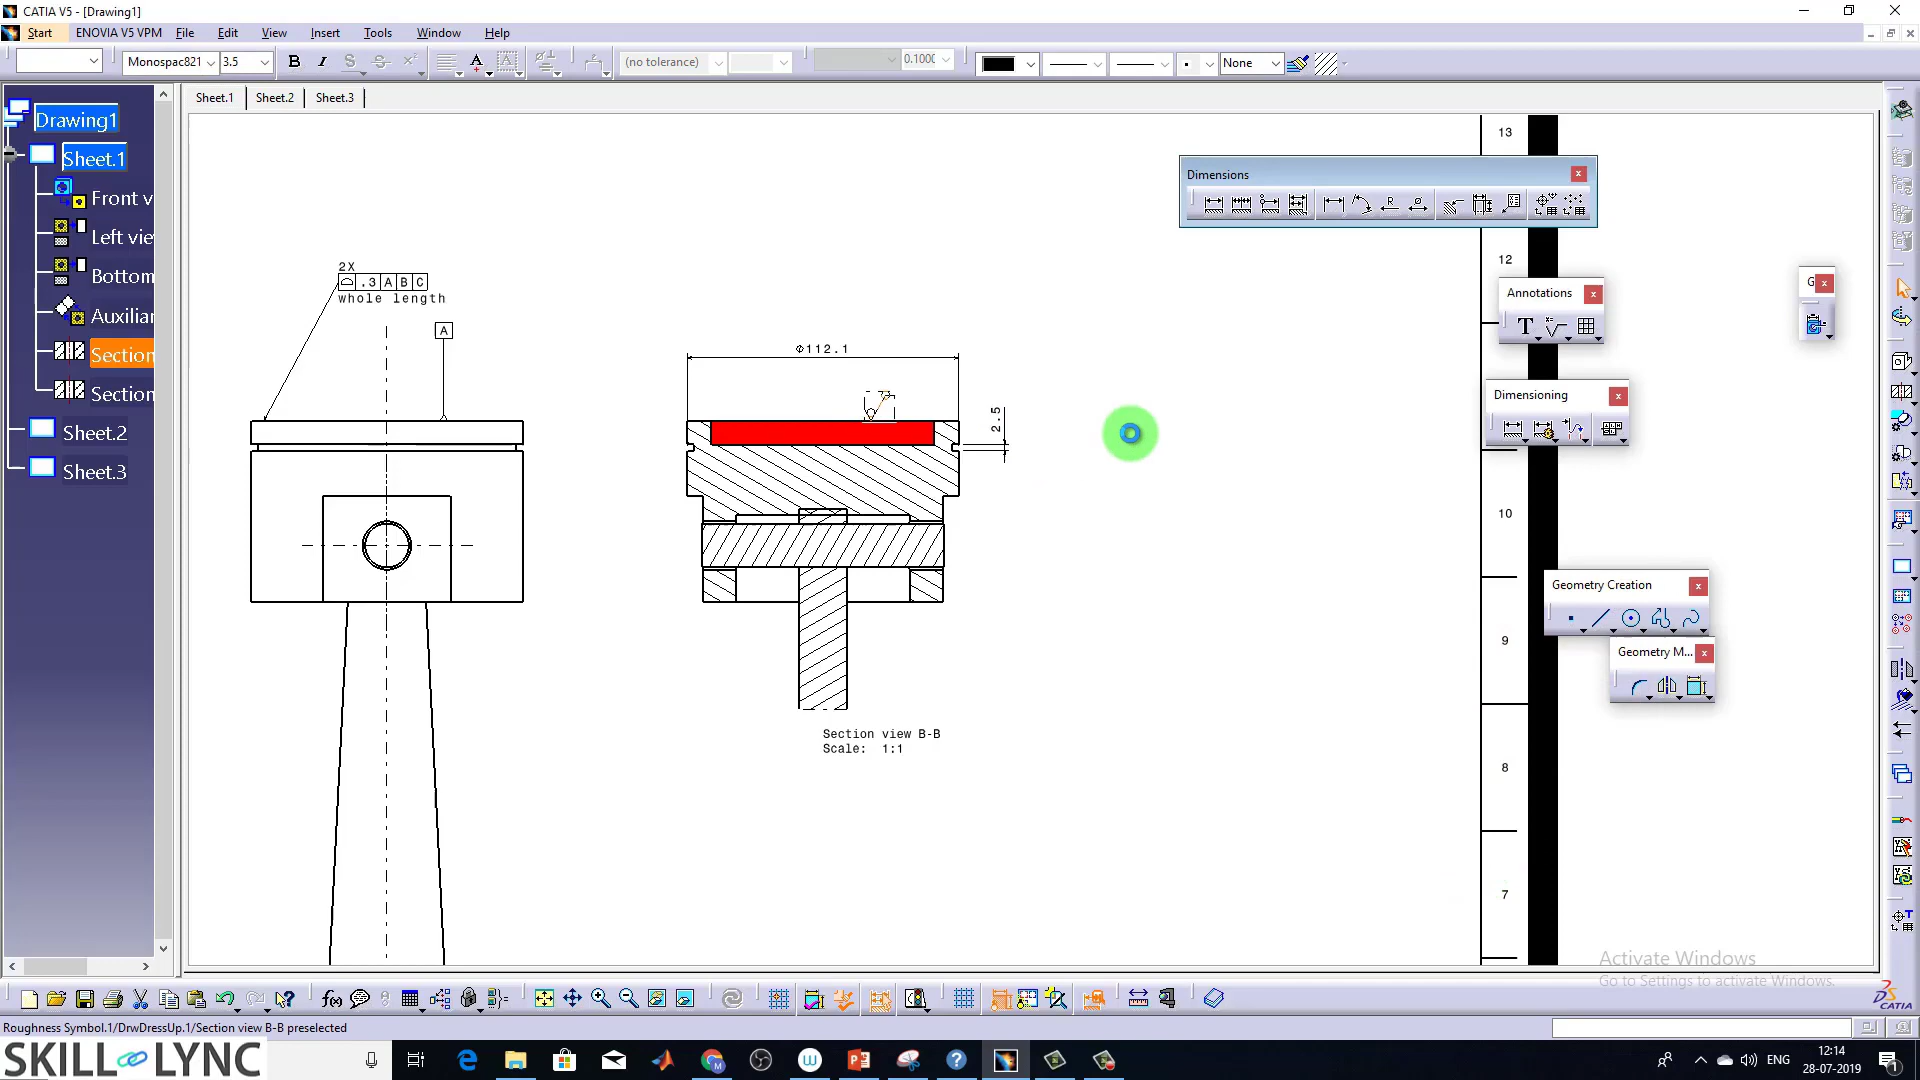 CATIA V5 - [Drawing1]
Start ENOVIA V5 VPM File Edit View Insert Tools Window Help
Monospac821 3.5 B I S S (no tolerance) 0.100 None
Sheet.1 Sheet.2 Sheet.3
Drawing1
Sheet.1
Front v
Left vie
Bottom
Auxiliar
Section
Section
Sheet.2
Sheet.3
2X
.3 A B C
whole length
A
Φ112.1
2.5
Section view B-B
Scale: 1:1
13
12
10
9
8
7
Dimensions
Annotations
G
Dimensioning
Geometry Creation
Geometry M...
Activate Windows
Go to Settings to activate Windows.
CATIA
Roughness Symbol.1/DrwDressUp.1/Section view B-B preselected
SKILL LYNC
ENG
12:14
28-07-2019
1